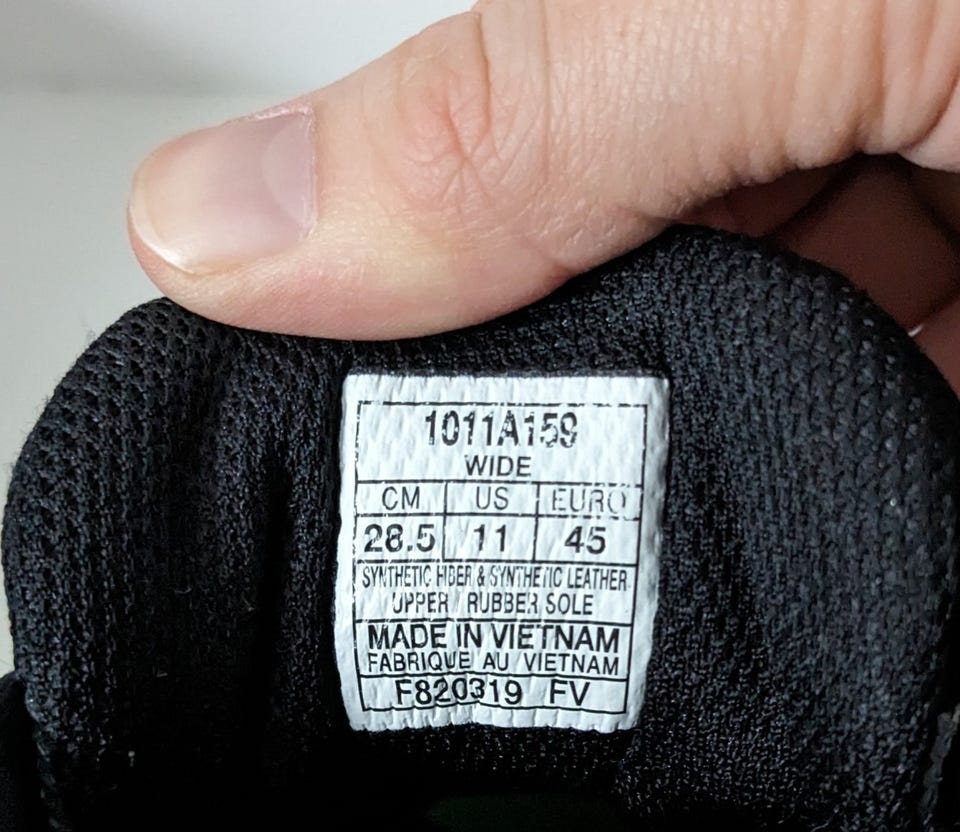 1011A159
WIDE
CM US EURO
28.5 11 45
SYNTHETIC HIBER & SYNTHETIC LEATHER
UPPER / RUBBER SOLE
MADE IN VIETNAM
FABRIQUE AU VIETNAM
F820319 FV